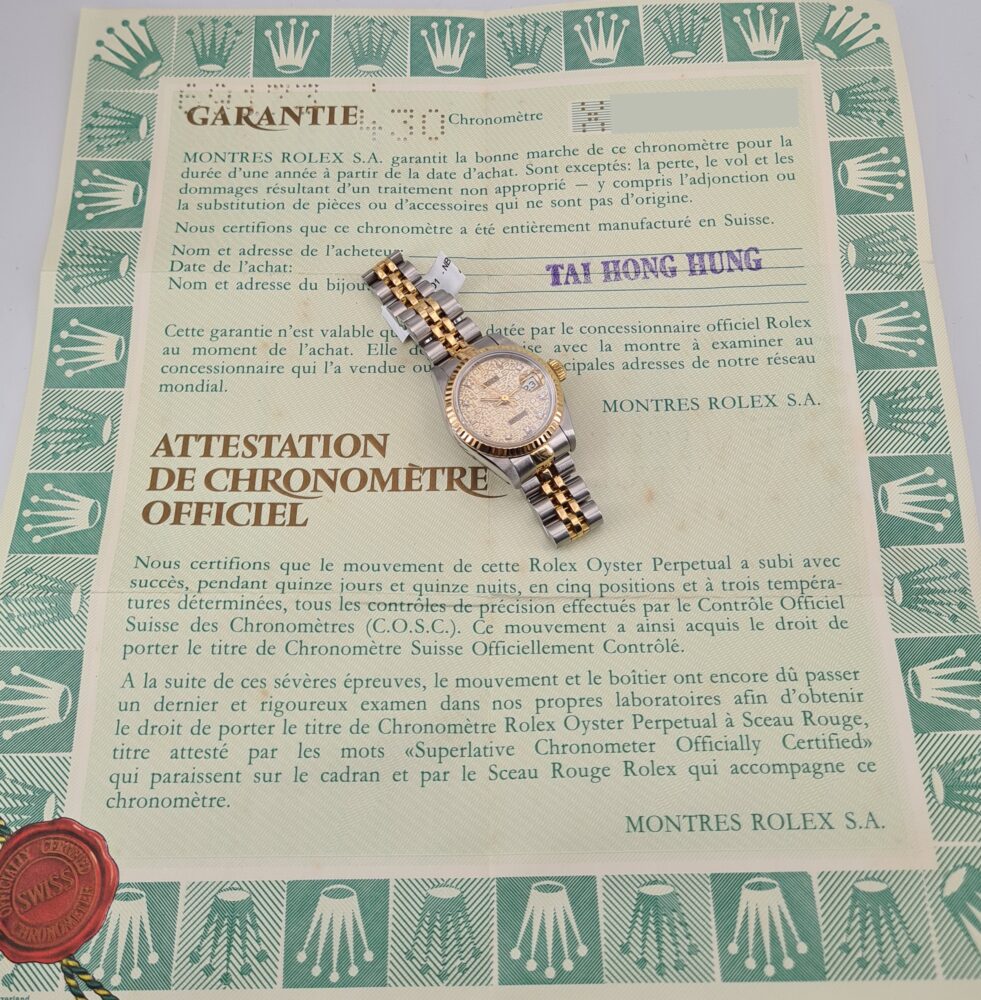 GARANTIE 430 Chronomètre
MONTRES ROLEX S.A. garantit la bonne marche de ce chronomètre pour la
durée d'une année à partir de la date d'achat. Sont exceptés: la perte, le vol et les
dommages résultant d'un traitement non approprié — y compris l'adjonction ou
la substitution de pièces ou d'accessoires qui ne sont pas d'origine.
Nous certifions que ce chronomètre a été entièrement manufacturé en Suisse.
Nom et adresse de l'acheteur:
Date de l'achat:
TAI HONG HUNG
Nom et adresse du bijou
Cette garantie n'est valable qu datée par le concessionnaire officiel Rolex
au moment de l'achat. Elle d ise avec la montre à examiner au
concessionnaire qui l'a vendue ou cipales adresses de notre réseau
mondial.
MONTRES ROLEX S.A.
ATTESTATION
DE CHRONOMÈTRE
OFFICIEL
Nous certifions que le mouvement de cette Rolex Oyster Perpetual a subi avec
succès, pendant quinze jours et quinze nuits, en cinq positions et à trois tempéra-
tures déterminées, tous les contrôles de précision effectués par le Contrôle Officiel
Suisse des Chronomètres (C.O.S.C.). Ce mouvement a ainsi acquis le droit de
porter le titre de Chronomètre Suisse Officiellement Contrôlé.
A la suite de ces sévères épreuves, le mouvement et le boîtier ont encore dû passer
un dernier et rigoureux examen dans nos propres laboratoires afin d'obtenir
le droit de porter le titre de Chronomètre Rolex Oyster Perpetual à Sceau Rouge,
titre attesté par les mots «Superlative Chronometer Officially Certified»
qui paraissent sur le cadran et par le Sceau Rouge Rolex qui accompagne ce
chronomètre.
MONTRES ROLEX S.A.
OFFICIALLY CERTIFIED
SWISS
CHRONOMETER